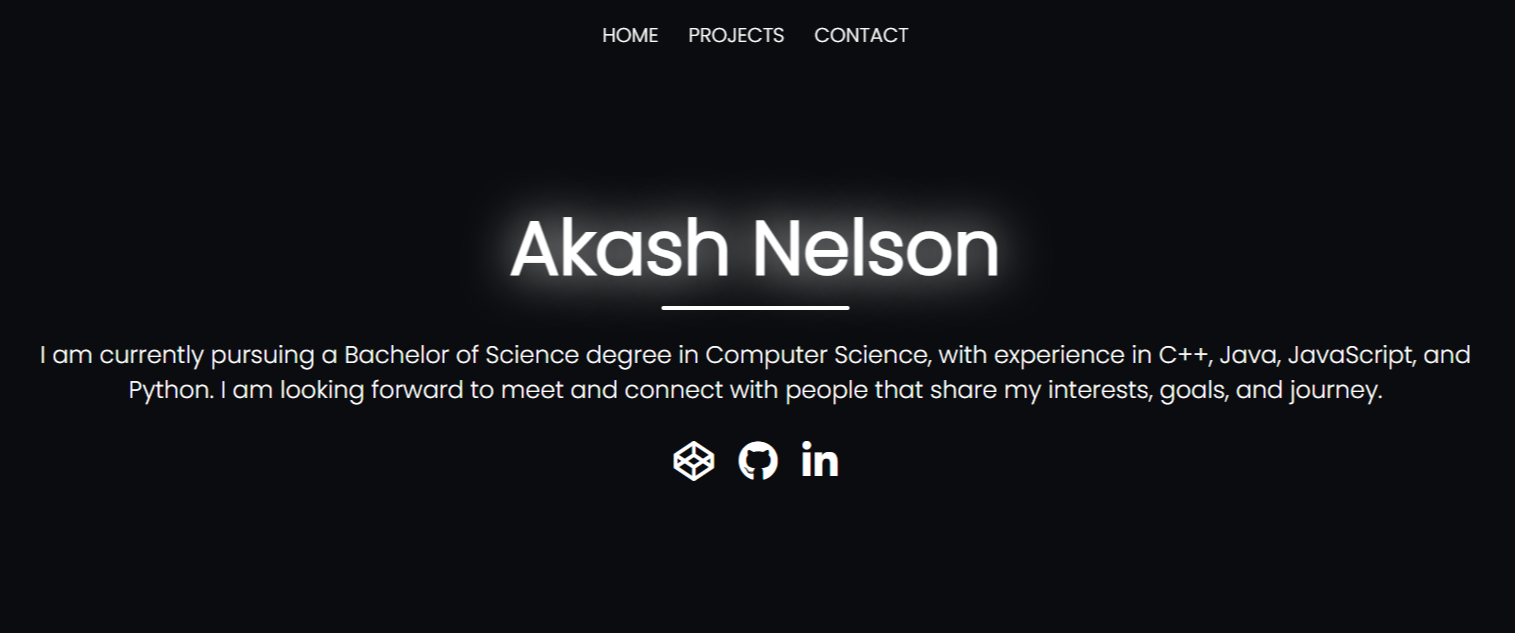 HOME PROJECTS CONTACT
Akash Nelson
I am currently pursuing a Bachelor of Science degree in Computer Science, with experience in C++, Java, JavaScript, and
Python. I am looking forward to meet and connect with people that share my interests, goals, and journey.
in